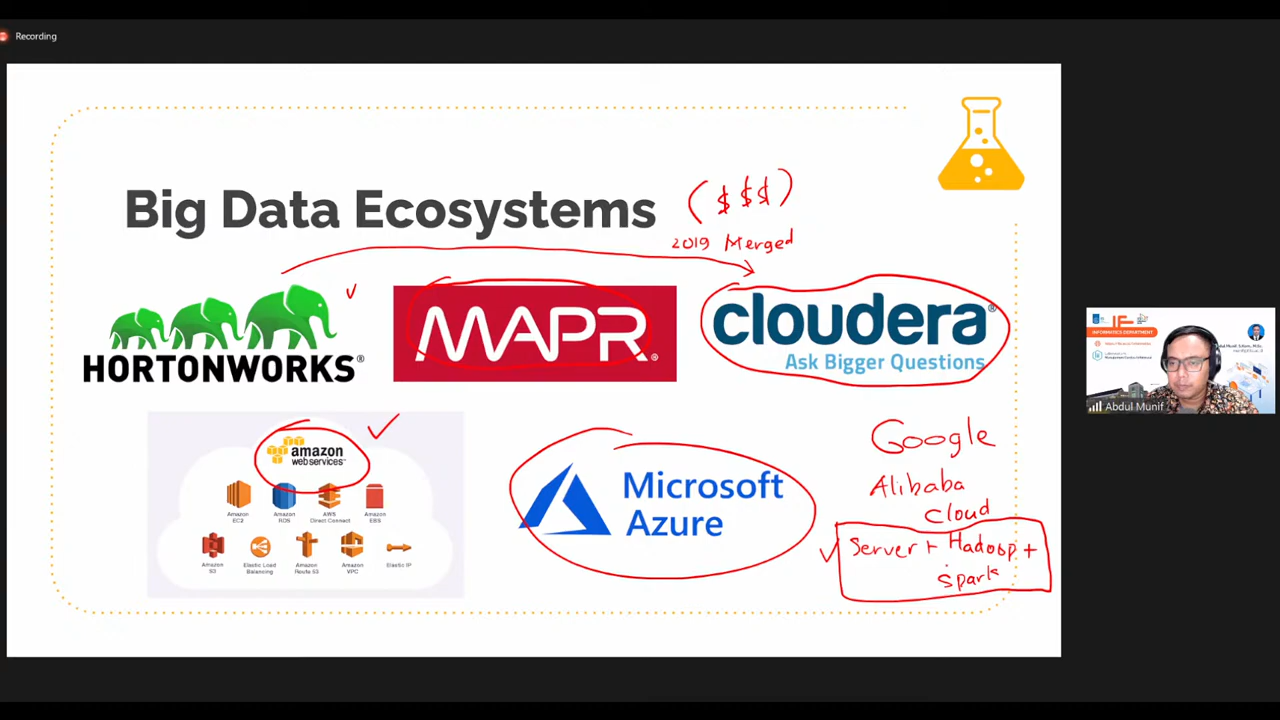 Recording
Big Data Ecosystems
($$$)
2019 Merged
HORTONWORKS®
MAPR®
cloudera®
Ask Bigger Questions
amazon
web services™
Amazon
EC2
Amazon
RDS
AWS
Direct Connect
Amazon
EBS
Amazon
S3
Elastic Load
Balancing
Amazon
Route 53
Amazon
VPC
Elastic IP
Microsoft
Azure
Google
Alibaba
Cloud
Server + Hadoop +
Spark
INFORMATICS DEPARTMENT
Abdul Munif